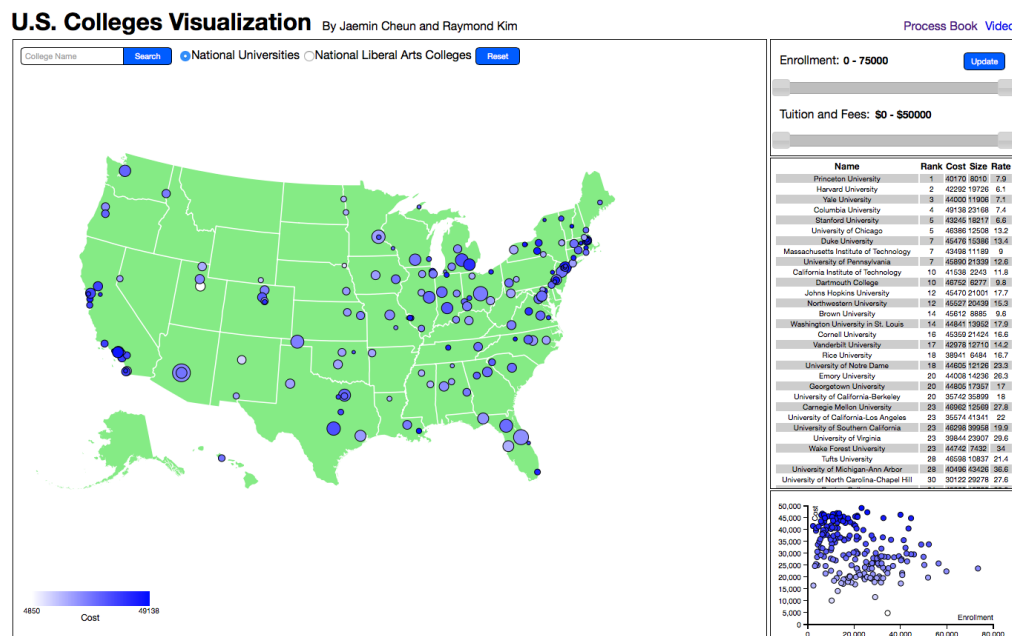 U.S. Colleges Visualization By Jaemin Cheun and Raymond Kim
Process Book Video
College Name Search National Universities National Liberal Arts Colleges Reset
Enrollment: 0 - 75000 Update
Tuition and Fees: $0 - $50000
Name Rank Cost Size Rate
Princeton University 1 40170 8010 7.9
Harvard University 2 42292 19726 6.1
Yale University 3 44000 11906 7.1
Columbia University 4 49138 23168 7.4
Stanford University 5 43245 18217 6.6
University of Chicago 5 46386 12508 13.2
Duke University 7 45476 15386 13.4
Massachusetts Institute of Technology 7 43498 11189 9
University of Pennsylvania 7 45890 21339 12.6
California Institute of Technology 10 41538 2243 11.8
Dartmouth College 10 46752 6277 9.8
Johns Hopkins University 12 45470 21001 17.7
Northwestern University 12 45527 20439 15.3
Brown University 14 45612 8885 9.6
Washington University in St. Louis 14 44841 13952 17.9
Cornell University 16 45359 21424 16.6
Vanderbilt University 17 42978 12710 14.2
Rice University 18 38941 6484 16.7
University of Notre Dame 18 44605 12126 23.3
Emory University 20 44008 14236 26.3
Georgetown University 20 44805 17357 17
University of California-Berkeley 20 35742 35899 18
Carnegie Mellon University 23 46962 12569 27.8
University of California-Los Angeles 23 35574 41341 22
University of Southern California 23 46298 39958 19.9
University of Virginia 23 39844 23907 29.6
Wake Forest University 23 44742 7432 34
Tufts University 28 46598 10837 21.4
University of Michigan-Ann Arbor 28 40496 43426 36.6
University of North Carolina-Chapel Hill 30 30122 29278 27.6
50,000
45,000
40,000
35,000
30,000
25,000
20,000
15,000
10,000
5,000
0
Cost
Enrollment
0 20,000 40,000 60,000 80,000
4850 49138
Cost